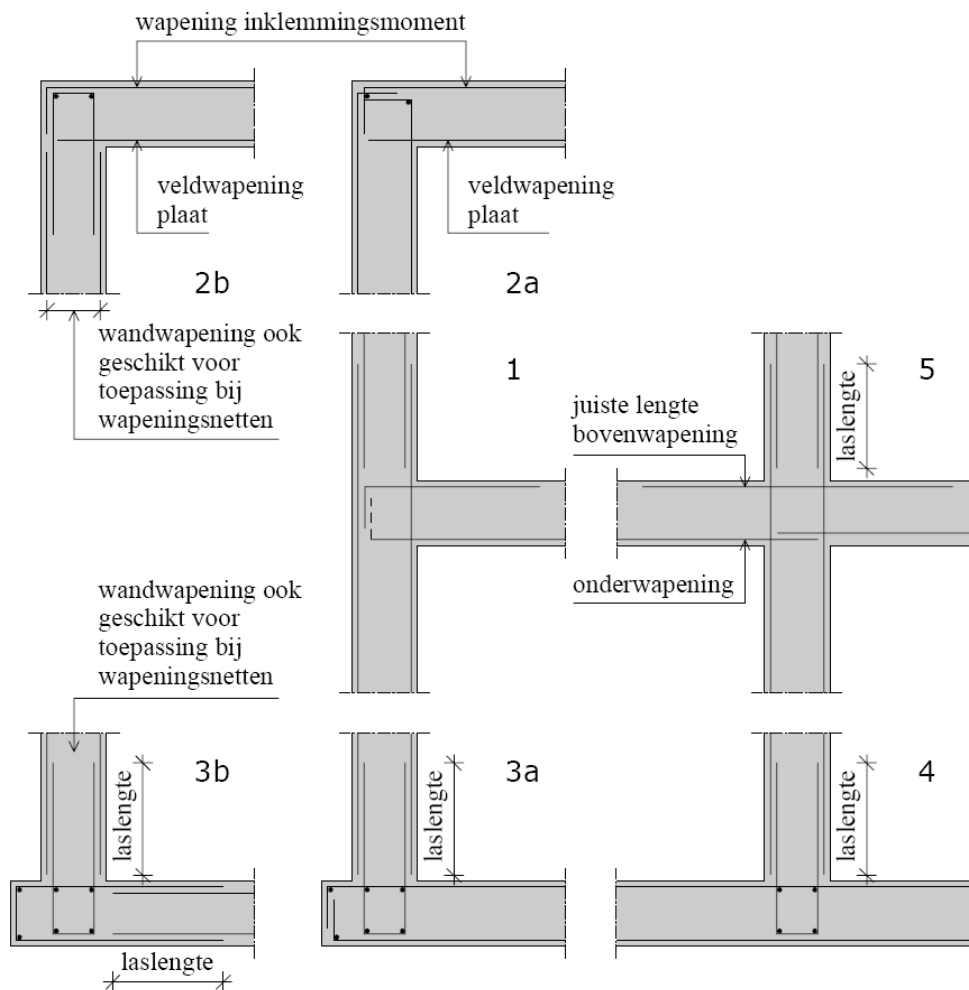 wapening inklemmingsmoment
veldwapening
plaat
veldwapening
plaat
2b
2a
wandwapening ook
geschikt voor
toepassing bij
wapeningsnetten
1
5
laslengte
juiste lengte
bovenwapening
onderwapening
wandwapening ook
geschikt voor
toepassing bij
wapeningsnetten
3b
3a
4
laslengte
laslengte
laslengte
laslengte